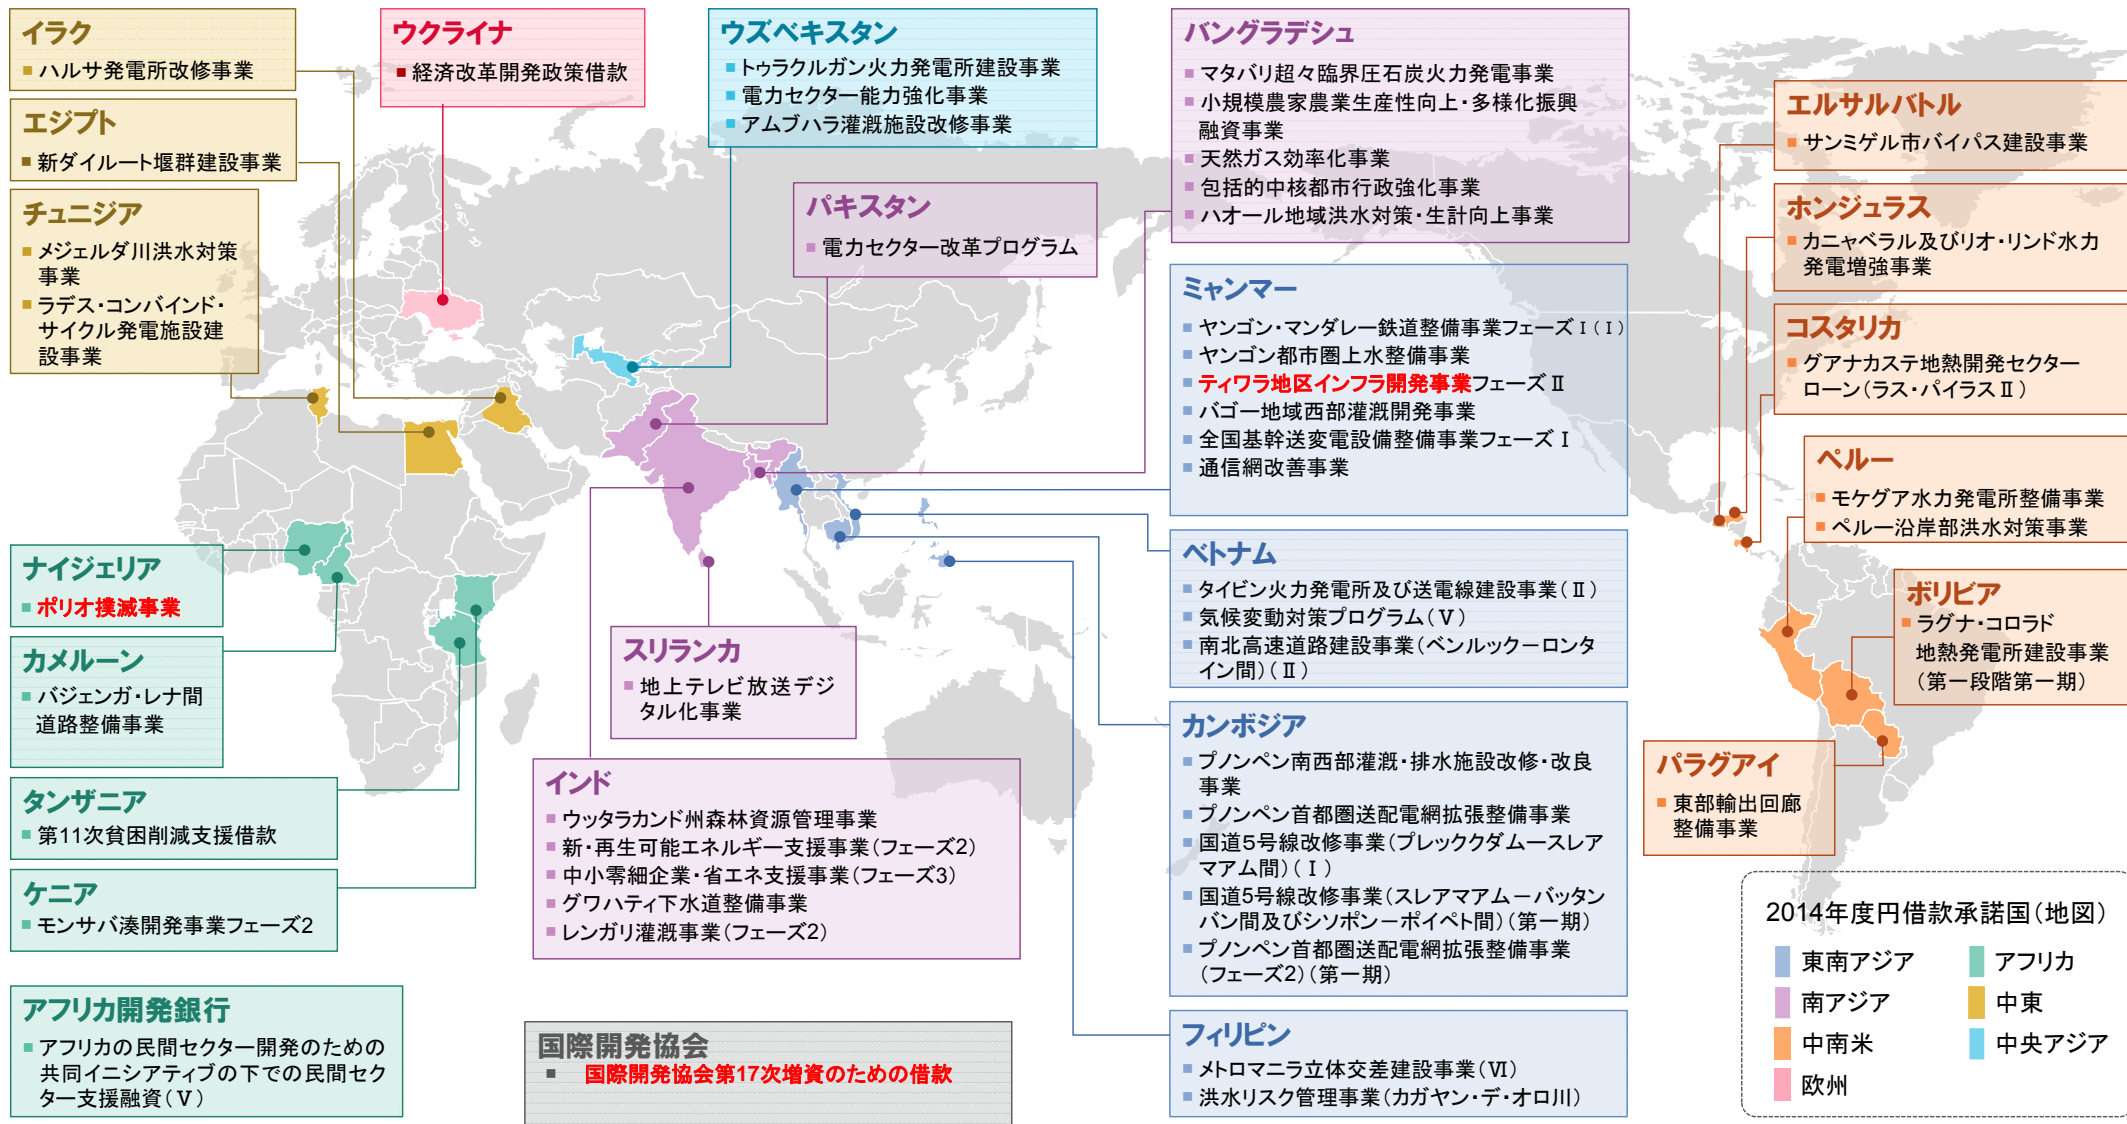 イラク
ハルサ発電所改修事業
エジプト
新ダイルート堰群建設事業
チュニジア
メジェルダ川洪水対策
事業
ラデス・コンバインド・
サイクル発電施設建
設事業
ウクライナ
経済改革開発政策借款
ウズベキスタン
トゥラクルガン火力発電所建設事業
電力セクター能力強化事業
アムブハラ灌漑施設改修事業
パキスタン
電力セクター改革プログラム
バングラデシュ
マタバリ超々臨界圧石炭火力発電事業
小規模農家農業生産性向上・多様化振興
融資事業
天然ガス効率化事業
包括的中核都市行政強化事業
ハオール地域洪水対策・生計向上事業
ミャンマー
ヤンゴン・マンダレー鉄道整備事業フェーズⅠ(Ⅰ)
ヤンゴン都市圏上水整備事業
ティワラ地区インフラ開発事業フェーズⅡ
バゴー地域西部灌漑開発事業
全国基幹送変電設備整備事業フェーズⅠ
通信網改善事業
ベトナム
タイビン火力発電所及び送電線建設事業(Ⅱ)
気候変動対策プログラム(Ⅴ)
南北高速道路建設事業(ベンルックーロンタ
イン間)(Ⅱ)
カンボジア
プノンペン南西部灌漑・排水施設改修・改良
事業
プノンペン首都圏送配電網拡張整備事業
国道5号線改修事業(プレッククダムースレア
マアム間)(Ⅰ)
国道5号線改修事業(スレアマアムーバッタン
バン間及びシソポンーポイペト間)(第一期)
プノンペン首都圏送配電網拡張整備事業
(フェーズ2)(第一期)
フィリピン
メトロマニラ立体交差建設事業(Ⅵ)
洪水リスク管理事業(カガヤン・デ・オロ川)
エルサルバトル
サンミゲル市バイパス建設事業
ホンジュラス
カニャベラル及びリオ・リンド水力
発電増強事業
コスタリカ
グアナカステ地熱開発セクター
ローン(ラス・パイラスⅡ)
ペルー
モケグア水力発電所整備事業
ペルー沿岸部洪水対策事業
ボリビア
ラグナ・コロラド
地熱発電所建設事業
(第一段階第一期)
パラグアイ
東部輸出回廊
整備事業
ナイジェリア
ポリオ撲滅事業
カメルーン
バジェンガ・レナ間
道路整備事業
タンザニア
第11次貧困削減支援借款
ケニア
モンサバ湊開発事業フェーズ2
アフリカ開発銀行
アフリカの民間セクター開発のための
共同イニシアティブの下での民間セク
ター支援融資(Ⅴ)
スリランカ
地上テレビ放送デジ
タル化事業
インド
ウッタラカンド州森林資源管理事業
新・再生可能エネルギー支援事業(フェーズ2)
中小零細企業・省エネ支援事業(フェーズ3)
グワハティ下水道整備事業
レンガリ灌漑事業(フェーズ2)
国際開発協会
国際開発協会第17次増資のための借款
2014年度円借款承諾国(地図)
東南アジア
アフリカ
南アジア
中東
中南米
中央アジア
欧州